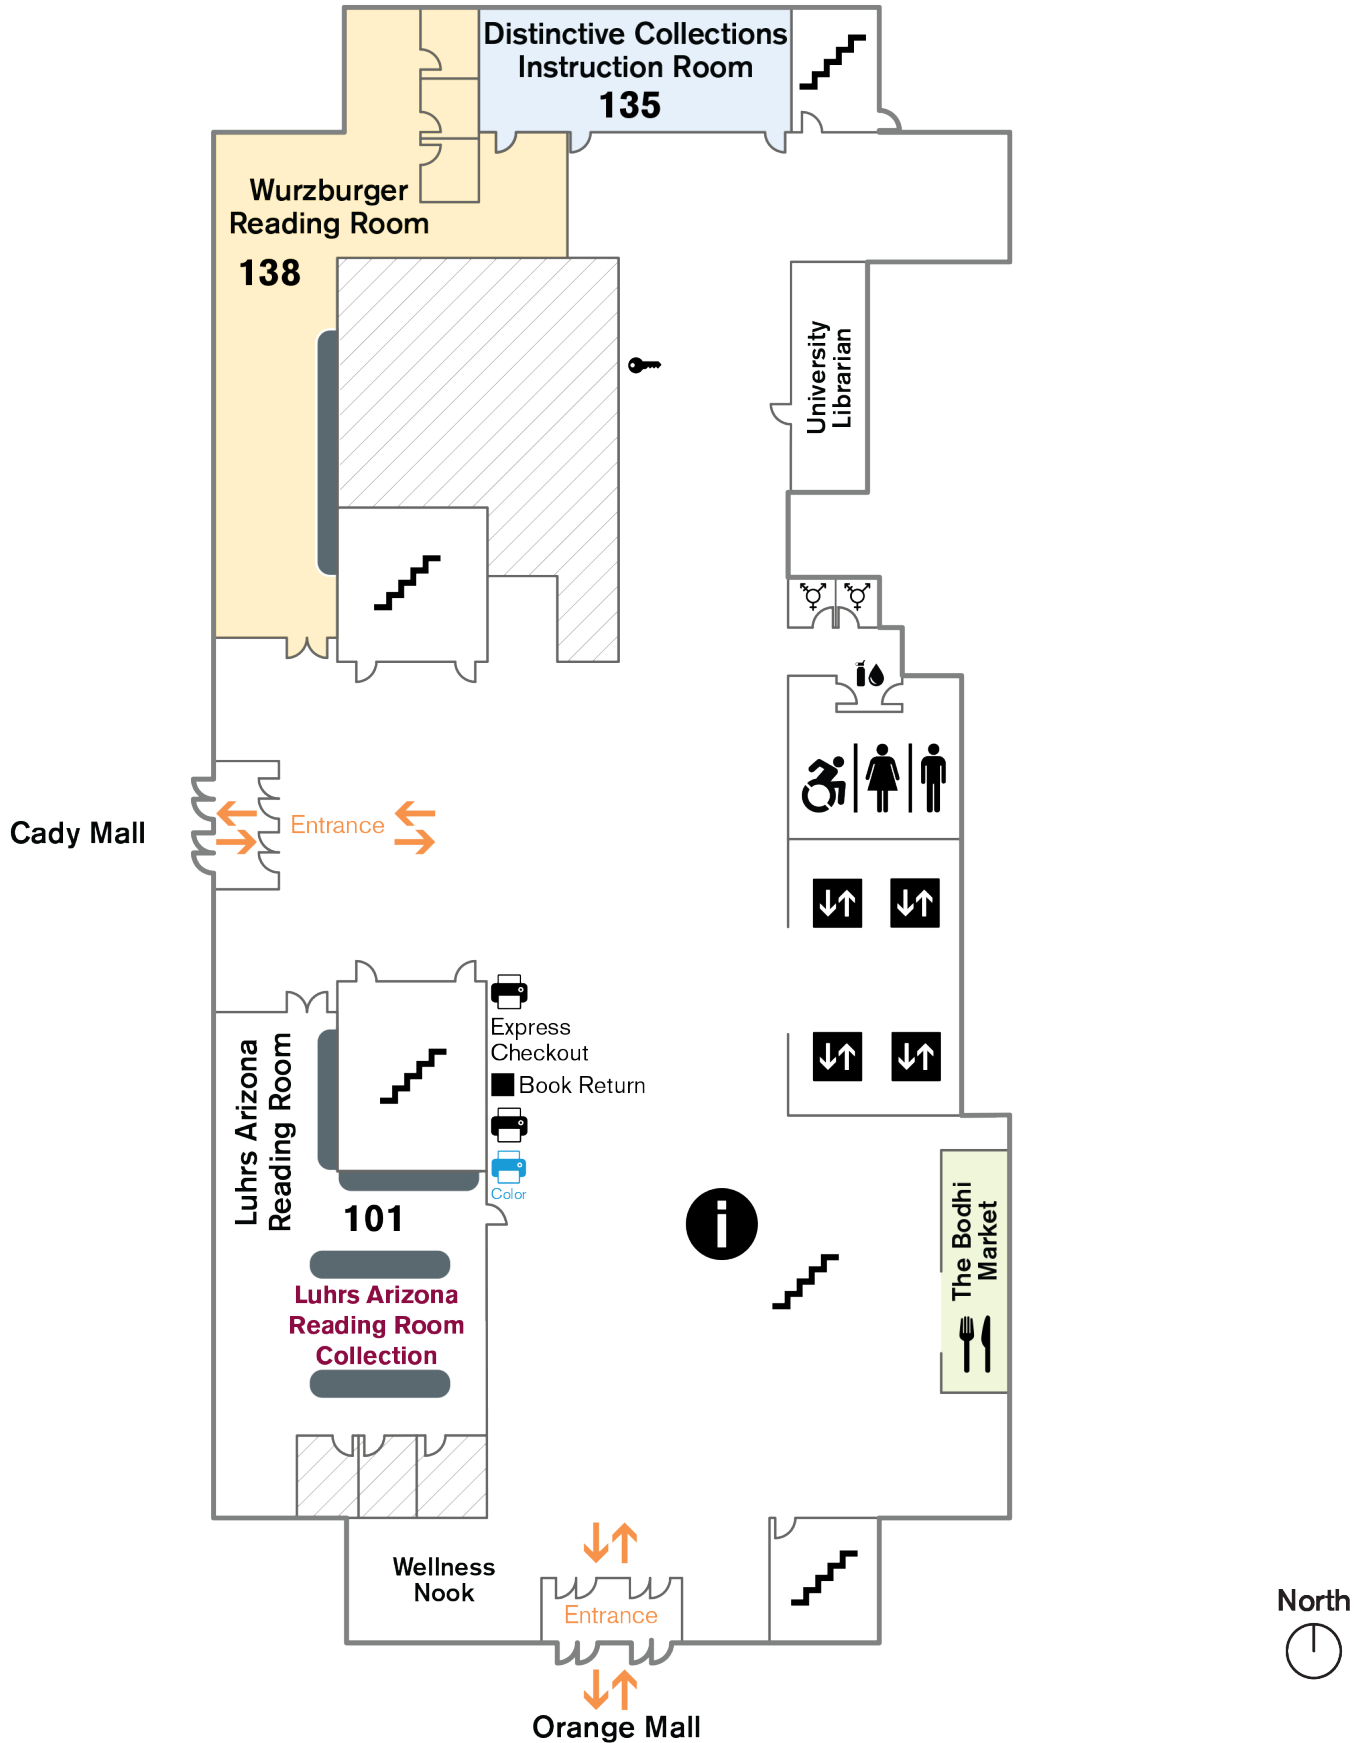 Distinctive Collections
Instruction Room
135
Wurzburger
Reading Room
138
University
Librarian
Cady Mall
Entrance
Express
Checkout
Book Return
Color
Luhrs Arizona
Reading Room
101
i
Luhrs Arizona
Reading Room
Collection
The Bodhi
Market
Wellness
Nook
Entrance
Orange Mall
North